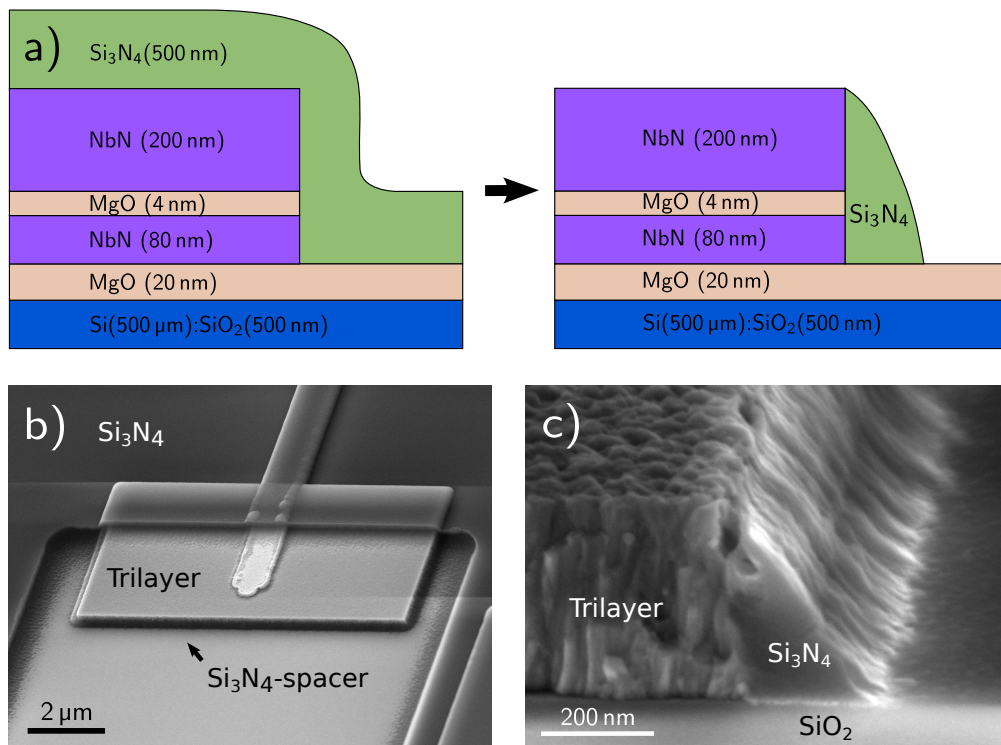 a)
Si₃N₄(500 nm)
NbN (200 nm)
MgO (4 nm)
NbN (80 nm)
MgO (20 nm)
Si(500 µm):SiO₂(500 nm)
NbN (200 nm)
MgO (4 nm)
Si₃N₄
NbN (80 nm)
MgO (20 nm)
Si(500 µm):SiO₂(500 nm)
b)
Si₃N₄
Trilayer
Si₃N₄-spacer
2 µm
c)
Trilayer
Si₃N₄
200 nm
SiO₂